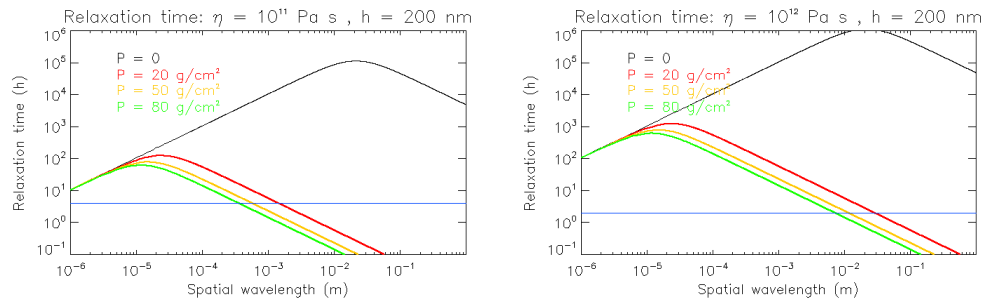 Relaxation time: η = 10¹¹ Pa s , h = 200 nm
10⁶
10⁵
10⁴
10³
10²
10¹
10⁰
10⁻¹
Relaxation time (h)
P = 0
P = 20 g/cm²
P = 50 g/cm²
P = 80 g/cm²
10⁻⁶ 10⁻⁵ 10⁻⁴ 10⁻³ 10⁻² 10⁻¹
Spatial wavelength (m)
Relaxation time: η = 10¹² Pa s , h = 200 nm
10⁶
10⁵
10⁴
10³
10²
10¹
10⁰
10⁻¹
Relaxation time (h)
P = 0
P = 20 g/cm²
P = 50 g/cm²
P = 80 g/cm²
10⁻⁶ 10⁻⁵ 10⁻⁴ 10⁻³ 10⁻² 10⁻¹
Spatial wavelength (m)